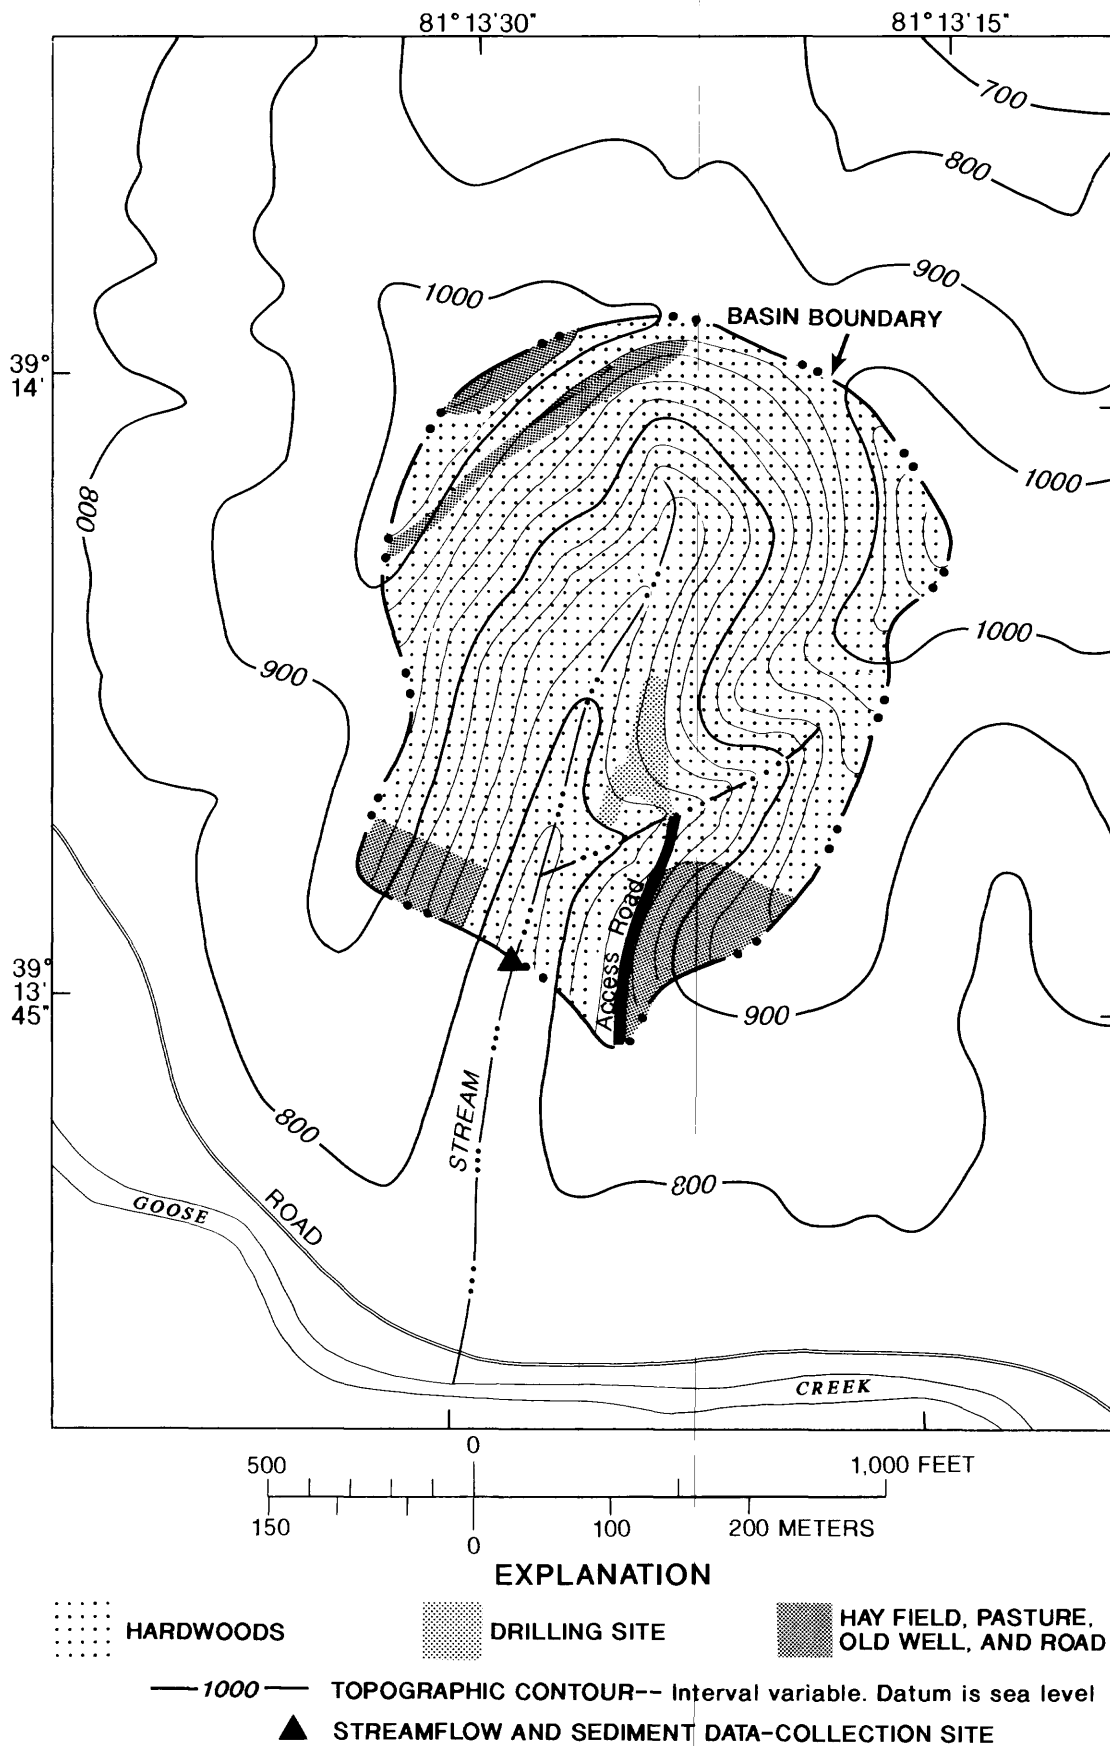 81°13'30"
81°13'15"
700
800
900
1000
BASIN BOUNDARY
39°
14'
1000
800
1000
900
Access Road
39°
13'
45"
900
STREAM
800
800
GOOSE
ROAD
CREEK
0
500
1,000 FEET
150
100
200 METERS
0
EXPLANATION
HARDWOODS
DRILLING SITE
HAY FIELD, PASTURE,
OLD WELL, AND ROAD
1000
TOPOGRAPHIC CONTOUR-- Interval variable. Datum is sea level
STREAMFLOW AND SEDIMENT DATA-COLLECTION SITE